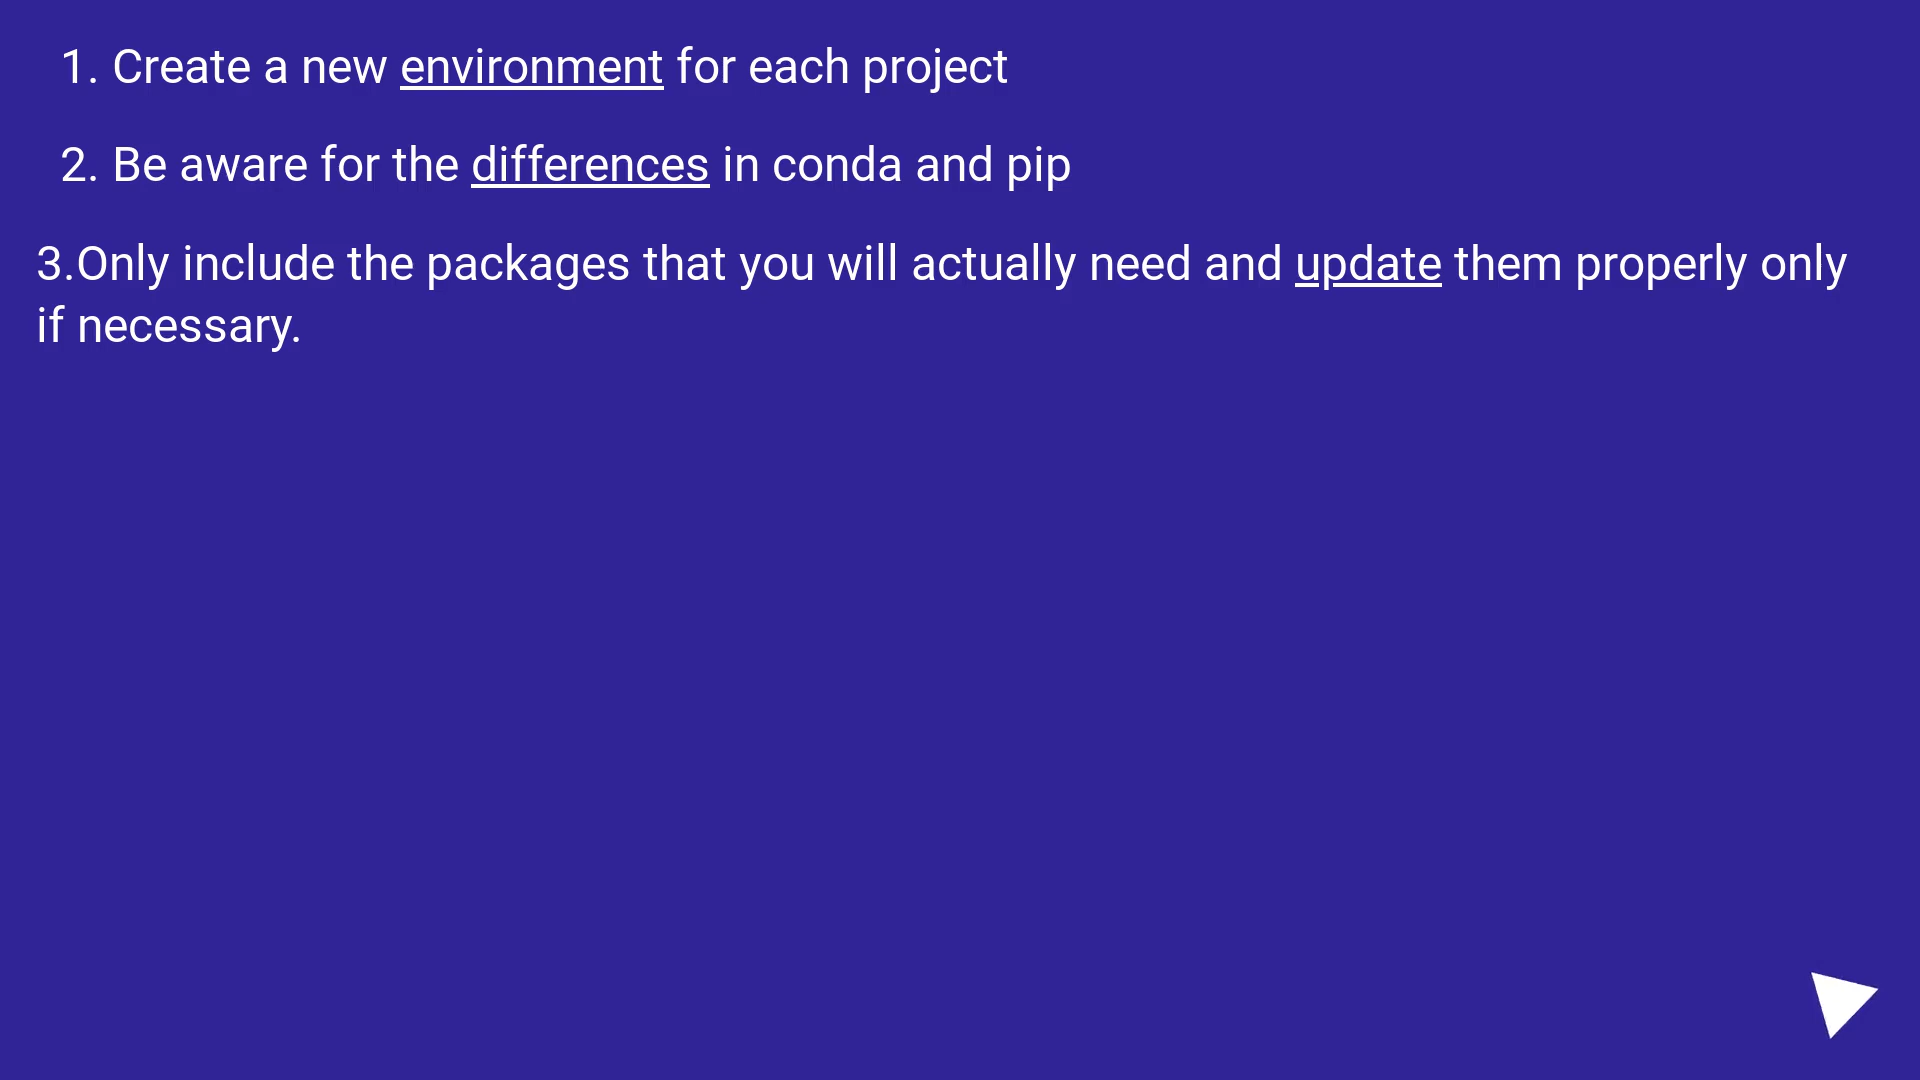 1. Create a new environment for each project
2. Be aware for the differences in conda and pip
3.Only include the packages that you will actually need and update them properly only
if necessary.